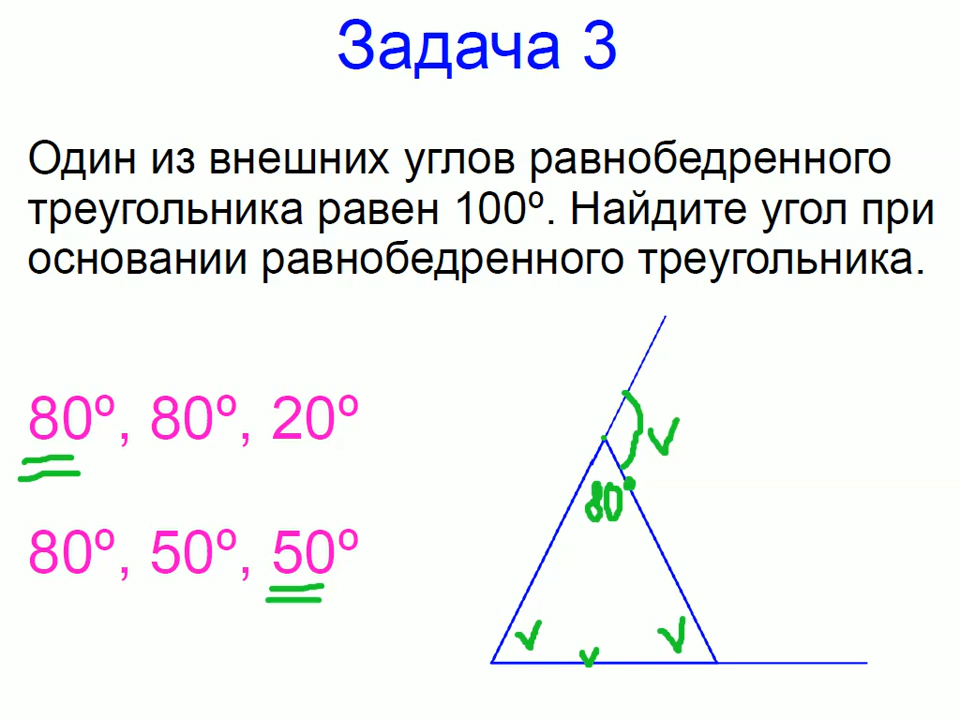 Задача 3
Один из внешних углов равнобедренного
треугольника равен 100º. Найдите угол при
основании равнобедренного треугольника.
80º, 80º, 20º
80°
80º, 50º, 50º